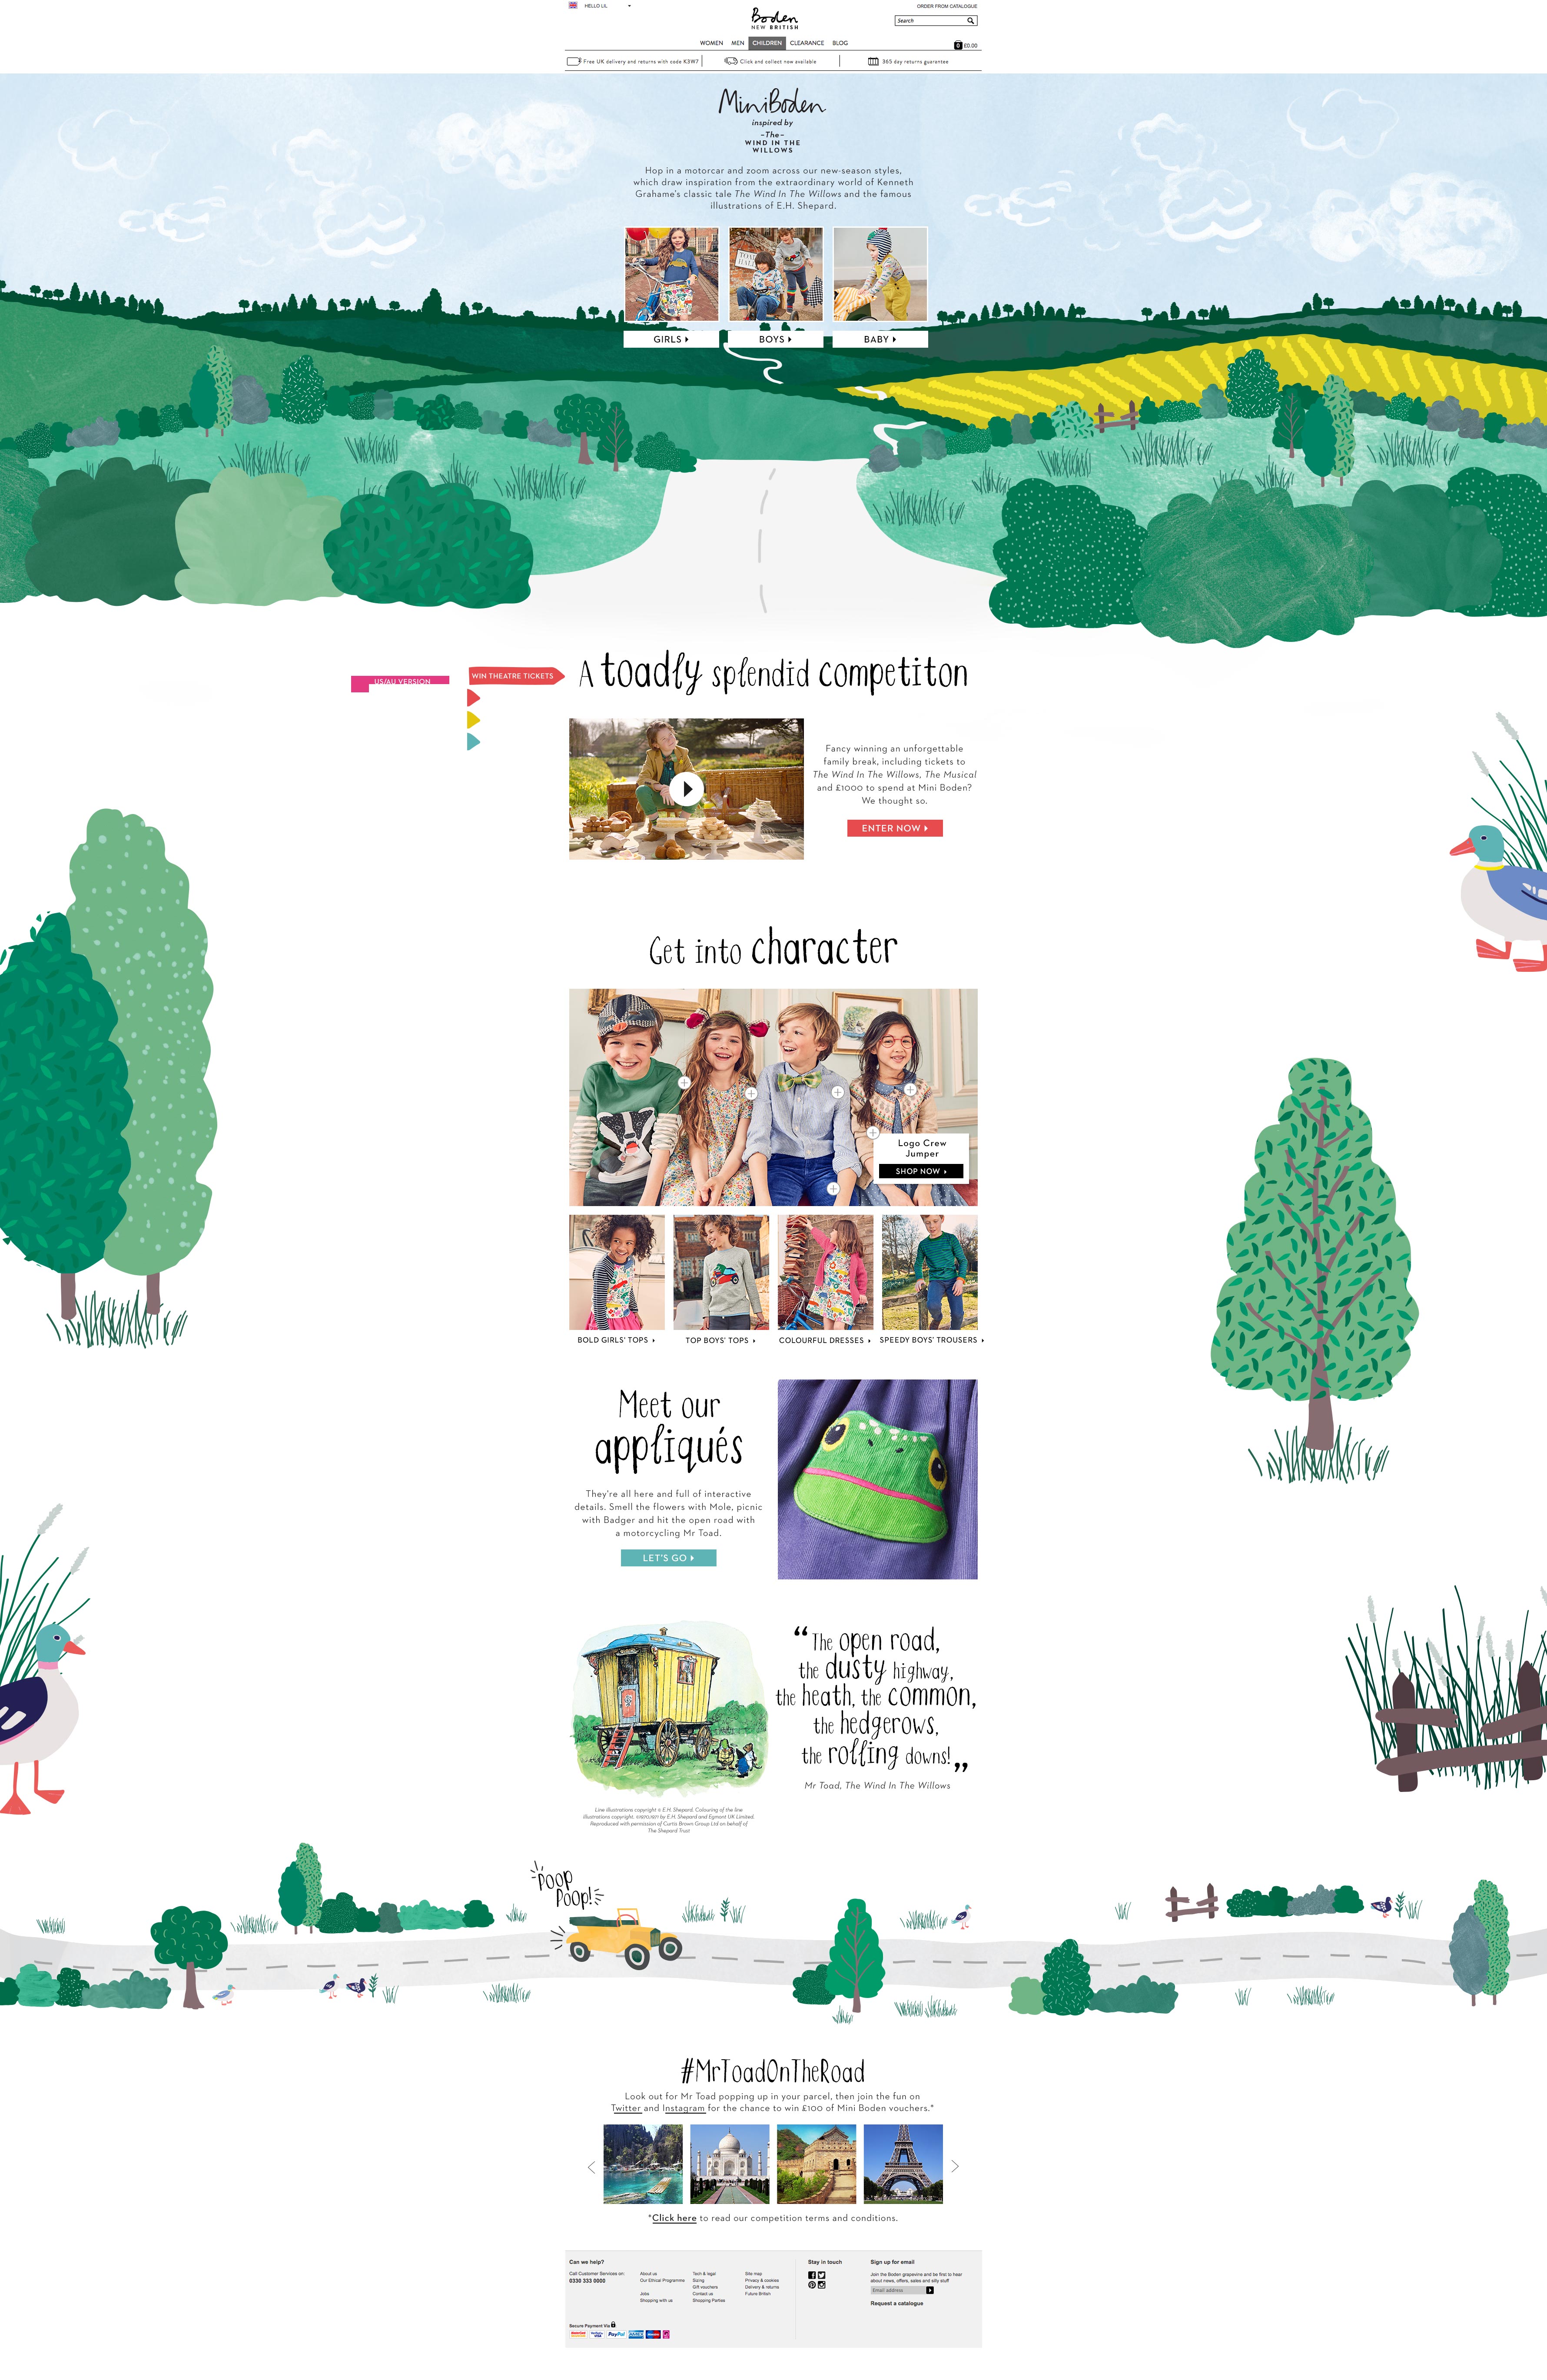 HELLO LIL
ORDER FROM CATALOGUE
Boden
NEW BRITISH
Search
WOMEN MEN CHILDREN CLEARANCE BLOG
0 £0.00
Free UK delivery and returns with code K3W7
Click and collect now available
365 day returns guarantee
MiniBoden
inspired by
–The–
WIND IN THE
WILLOWS
Hop in a motorcar and zoom across our new-season styles,
which draw inspiration from the extraordinary world of Kenneth
Grahame's classic tale The Wind In The Willows and the famous
illustrations of E.H. Shepard.
GIRLS
BOYS
BABY
A toadly splendid competiton
US/AU VERSION
WIN THEATRE TICKETS
Fancy winning an unforgettable
family break, including tickets to
The Wind In The Willows, The Musical
and £1000 to spend at Mini Boden?
We thought so.
ENTER NOW
Get into character
Logo Crew
Jumper
SHOP NOW
BOLD GIRLS' TOPS
TOP BOYS' TOPS
COLOURFUL DRESSES
SPEEDY BOYS' TROUSERS
Meet our
appliqués
They're all here and full of interactive
details. Smell the flowers with Mole, picnic
with Badger and hit the open road with
a motorcycling Mr Toad.
LET'S GO
“The open road,
the dusty highway,
the heath, the common,
the hedgerows,
the rolling downs!„
Mr Toad, The Wind In The Willows
Line illustrations copyright © E.H. Shepard. Colouring of the line
illustrations copyright. ©1970,1971 by E.H. Shepard and Egmont UK Limited.
Reproduced with permission of Curtis Brown Group Ltd on behalf of
The Shepard Trust
Poop
Poop!
#MrToadOnTheRoad
Look out for Mr Toad popping up in your parcel, then join the fun on
Twitter and Instagram for the chance to win £100 of Mini Boden vouchers.*
*Click here to read our competition terms and conditions.
Can we help?
Call Customer Services on:
0330 333 0000
About us
Our Ethical Programme
Jobs
Shopping with us
Tech & legal
Sizing
Gift vouchers
Contact us
Shopping Parties
Site map
Privacy & cookies
Delivery & returns
Future British
Stay in touch
Sign up for email
Join the Boden grapevine and be first to hear
about news, offers, sales and silly stuff
Email address
Request a catalogue
Secure Payment Via
PayPal